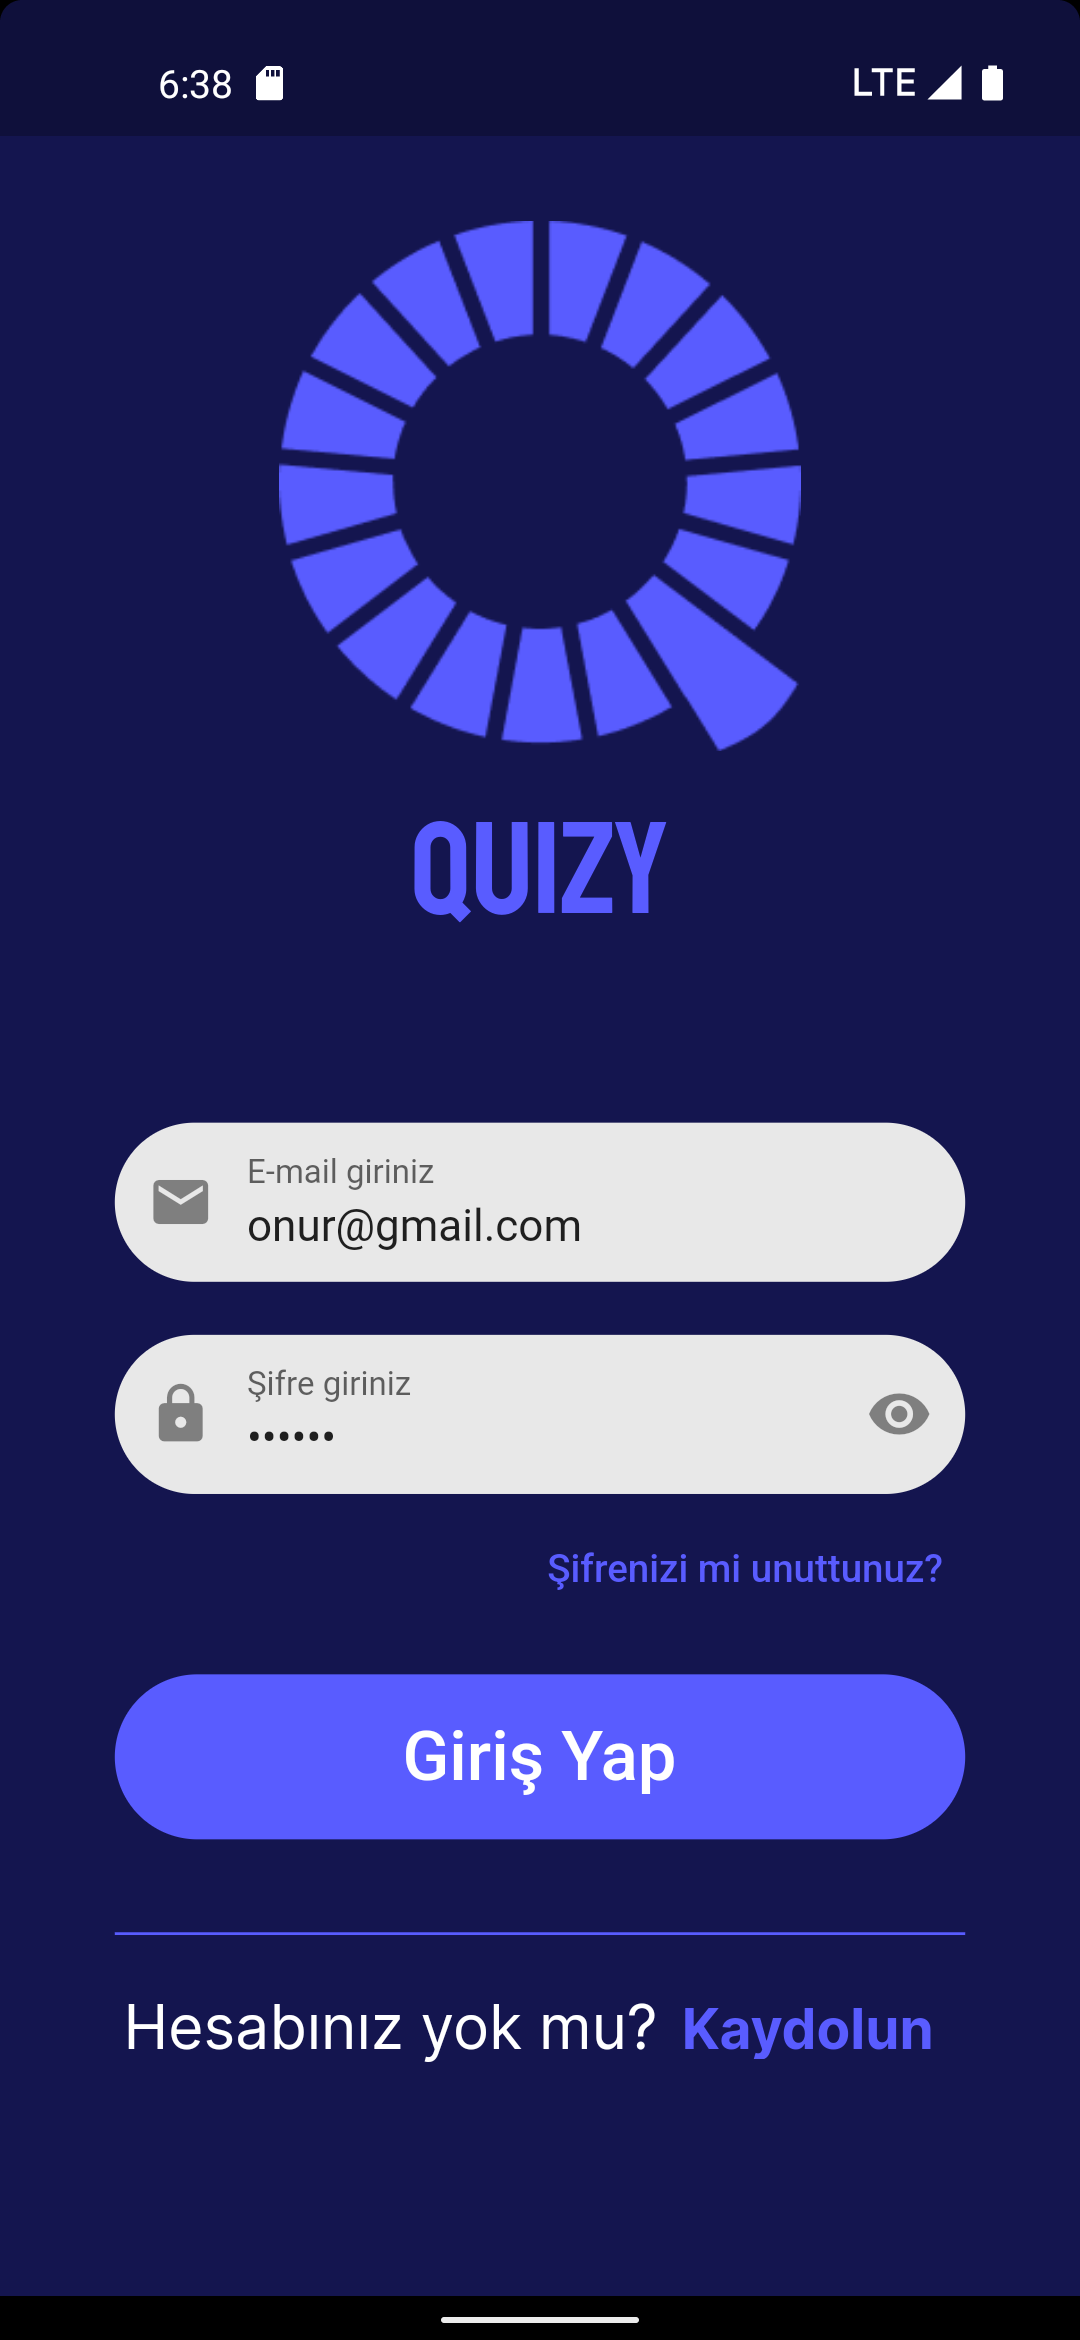 6:38 LTE
QUIZY
E-mail giriniz
onur@gmail.com
Şifre giriniz
••••••
Şifrenizi mi unuttunuz?
Giriş Yap
Hesabınız yok mu? Kaydolun